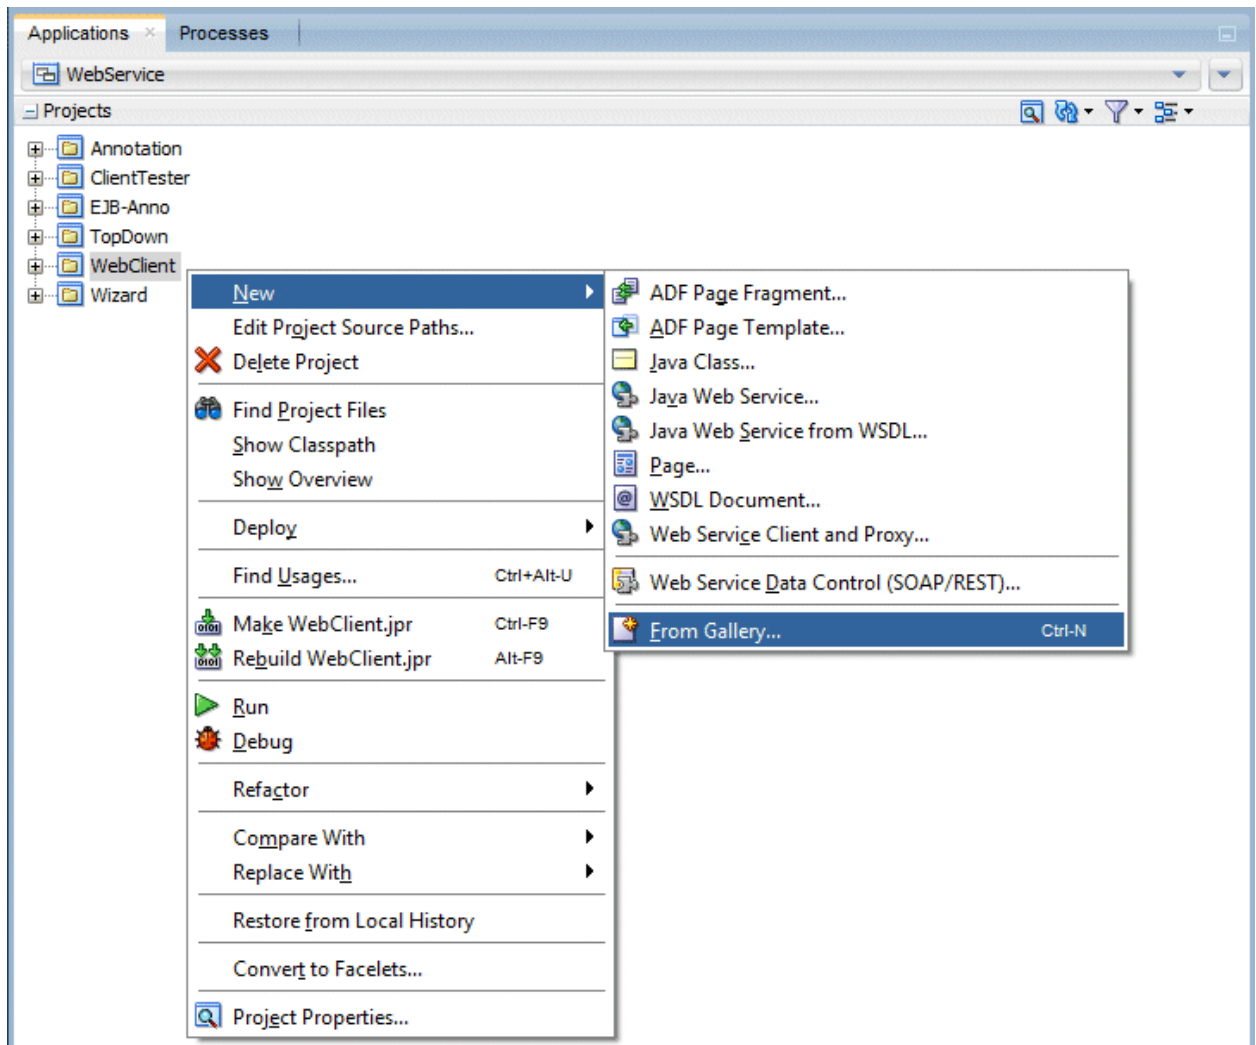 Applications Processes
WebService
Projects
Annotation
ClientTester
EJB-Anno
TopDown
WebClient
Wizard
New
Edit Project Source Paths...
Delete Project
Find Project Files
Show Classpath
Show Overview
Deploy
Find Usages... Ctrl+Alt-U
Make WebClient.jpr Ctrl-F9
Rebuild WebClient.jpr Alt-F9
Run
Debug
Refactor
Compare With
Replace With
Restore from Local History
Convert to Facelets...
Project Properties...
ADF Page Fragment...
ADF Page Template...
Java Class...
Java Web Service...
Java Web Service from WSDL...
Page...
WSDL Document...
Web Service Client and Proxy...
Web Service Data Control (SOAP/REST)...
From Gallery... Ctrl-N